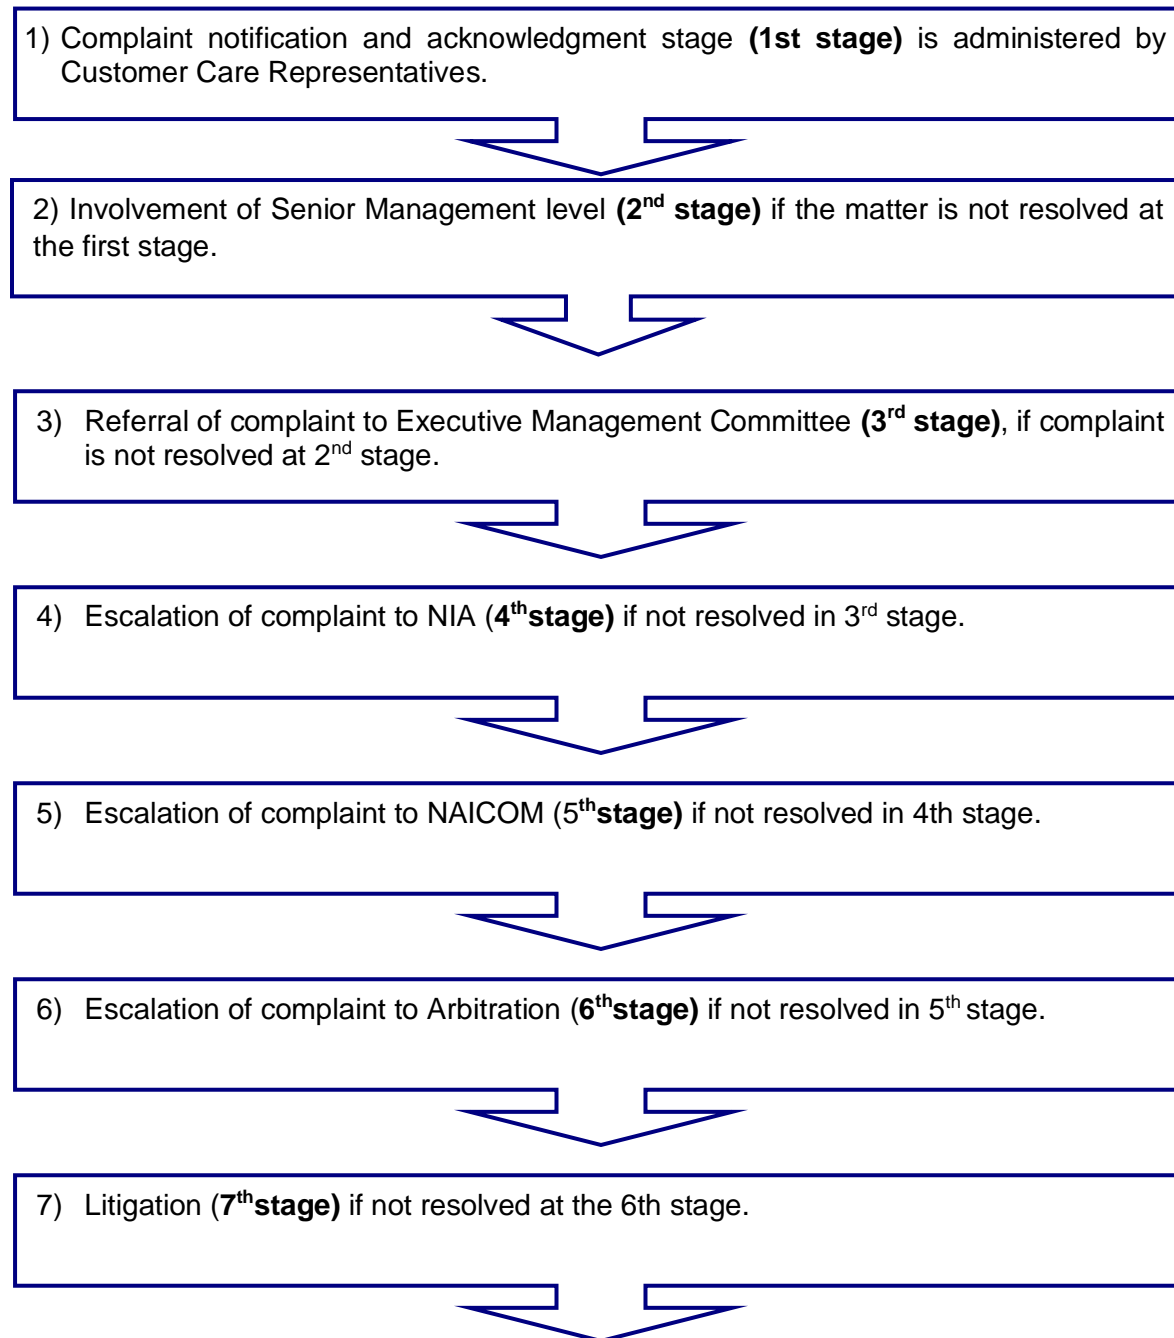 1) Complaint notification and acknowledgment stage (1st stage) is administered by
Customer Care Representatives.
2) Involvement of Senior Management level (2nd stage) if the matter is not resolved at
the first stage.
3) Referral of complaint to Executive Management Committee (3rd stage), if complaint
is not resolved at 2nd stage.
4) Escalation of complaint to NIA (4thstage) if not resolved in 3rd stage.
5) Escalation of complaint to NAICOM (5thstage) if not resolved in 4th stage.
6) Escalation of complaint to Arbitration (6thstage) if not resolved in 5th stage.
7) Litigation (7thstage) if not resolved at the 6th stage.